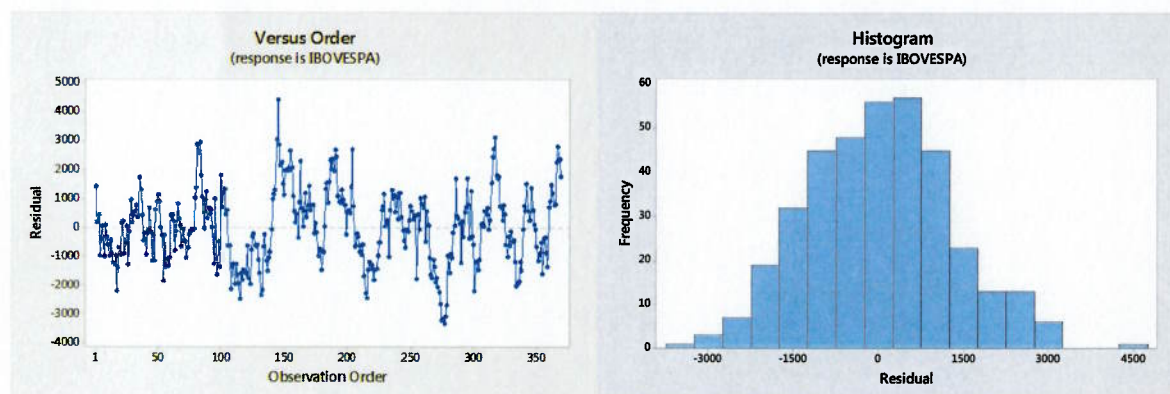 Versus Order
(response is IBOVESPA)
5000
4000
3000
2000
1000
0
-1000
-2000
-3000
-4000
Residual
1 50 100 150 200 250 300 350
Observation Order
Histogram
(response is IBOVESPA)
60
50
40
30
20
10
0
Frequency
-3000 -1500 0 1500 3000 4500
Residual